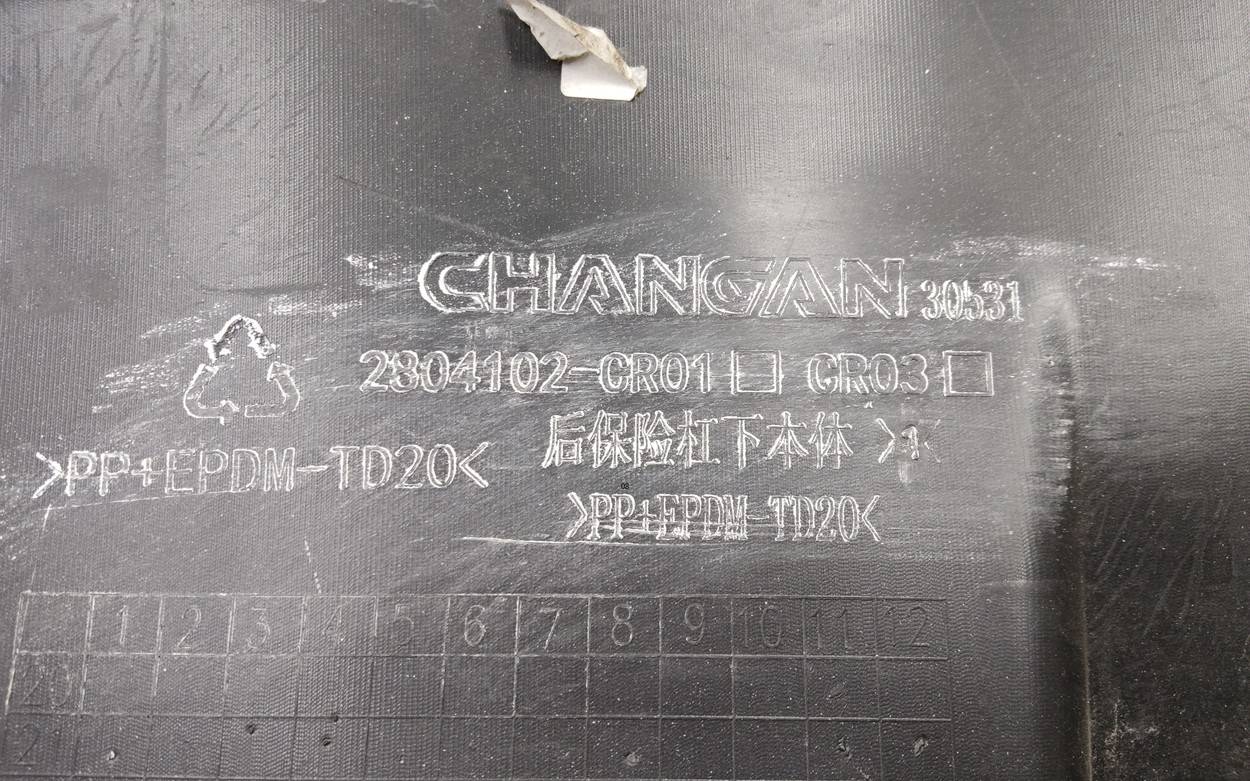 CHANGAN 30531
2804102-CR01 □ CR03 □
后保险杠下本体
>PP+EPDM-TD20<
>PP+EPDM-TD20<
1 2 3 4 5 6 7 8 9 10 11 12
20
21